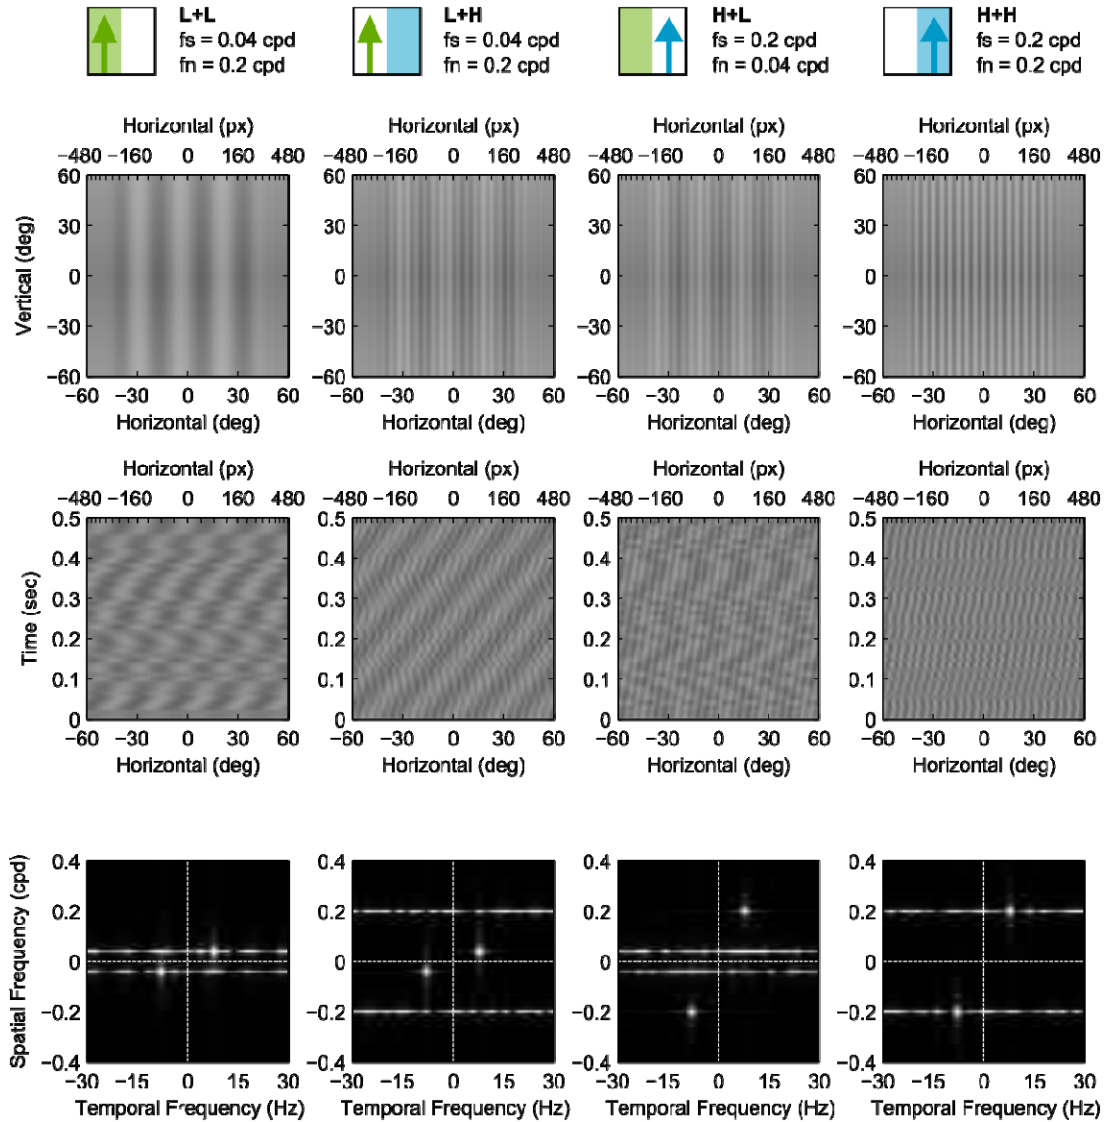 L+L
fs = 0.04 cpd
fn = 0.2 cpd
L+H
fs = 0.04 cpd
fn = 0.2 cpd
H+L
fs = 0.2 cpd
fn = 0.04 cpd
H+H
fs = 0.2 cpd
fn = 0.2 cpd
Horizontal (px) Horizontal (px) Horizontal (px) Horizontal (px)
−480 −160 0 160 480 −480 −160 0 160 480 −480 −160 0 160 480 −480 −160 0 160 480
Vertical (deg)
60 60 60 60
30 30 30 30
0 0 0 0
−30 −30 −30 −30
−60 −60 −60 −60
−60 −30 0 30 60 −60 −30 0 30 60 −60 −30 0 30 60 −60 −30 0 30 60
Horizontal (deg) Horizontal (deg) Horizontal (deg) Horizontal (deg)
Horizontal (px) Horizontal (px) Horizontal (px) Horizontal (px)
−480 −160 0 160 480 −480 −160 0 160 480 −480 −160 0 160 480 −480 −160 0 160 480
Time (sec)
0.5 0.5 0.5 0.5
0.4 0.4 0.4 0.4
0.3 0.3 0.3 0.3
0.2 0.2 0.2 0.2
0.1 0.1 0.1 0.1
0 0 0 0
−60 −30 0 30 60 −60 −30 0 30 60 −60 −30 0 30 60 −60 −30 0 30 60
Horizontal (deg) Horizontal (deg) Horizontal (deg) Horizontal (deg)
Spatial Frequency (cpd)
0.4 0.4 0.4 0.4
0.2 0.2 0.2 0.2
0 0 0 0
−0.2 −0.2 −0.2 −0.2
−0.4 −0.4 −0.4 −0.4
−30 −15 0 15 30 −30 −15 0 15 30 −30 −15 0 15 30 −30 −15 0 15 30
Temporal Frequency (Hz) Temporal Frequency (Hz) Temporal Frequency (Hz) Temporal Frequency (Hz)